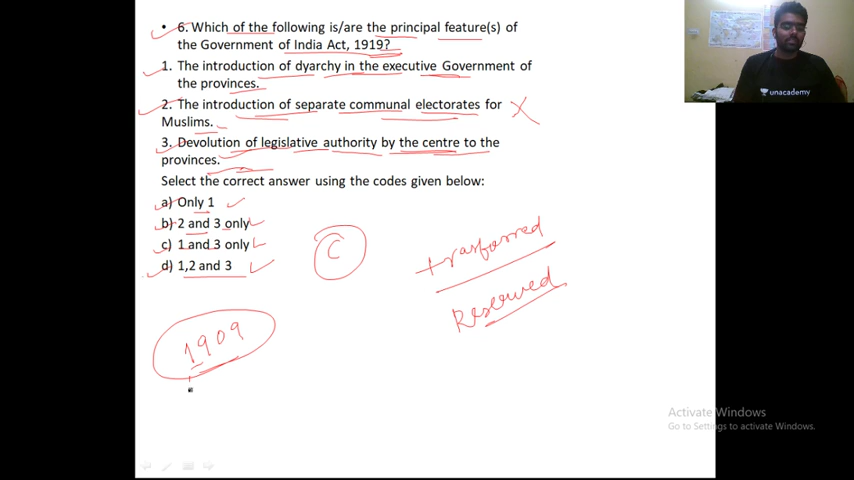 • 6. Which of the following is/are the principal feature(s) of
the Government of India Act, 1919?
1. The introduction of dyarchy in the executive Government of
the provinces.
2. The introduction of separate communal electorates for
Muslims.
3. Devolution of legislative authority by the centre to the
provinces.
Select the correct answer using the codes given below:
a) Only 1
b) 2 and 3 only
c) 1 and 3 only
d) 1,2 and 3
C
trasforred
Reserved
1909
unacademy
Activate Windows
Go to Settings to activate Windows.